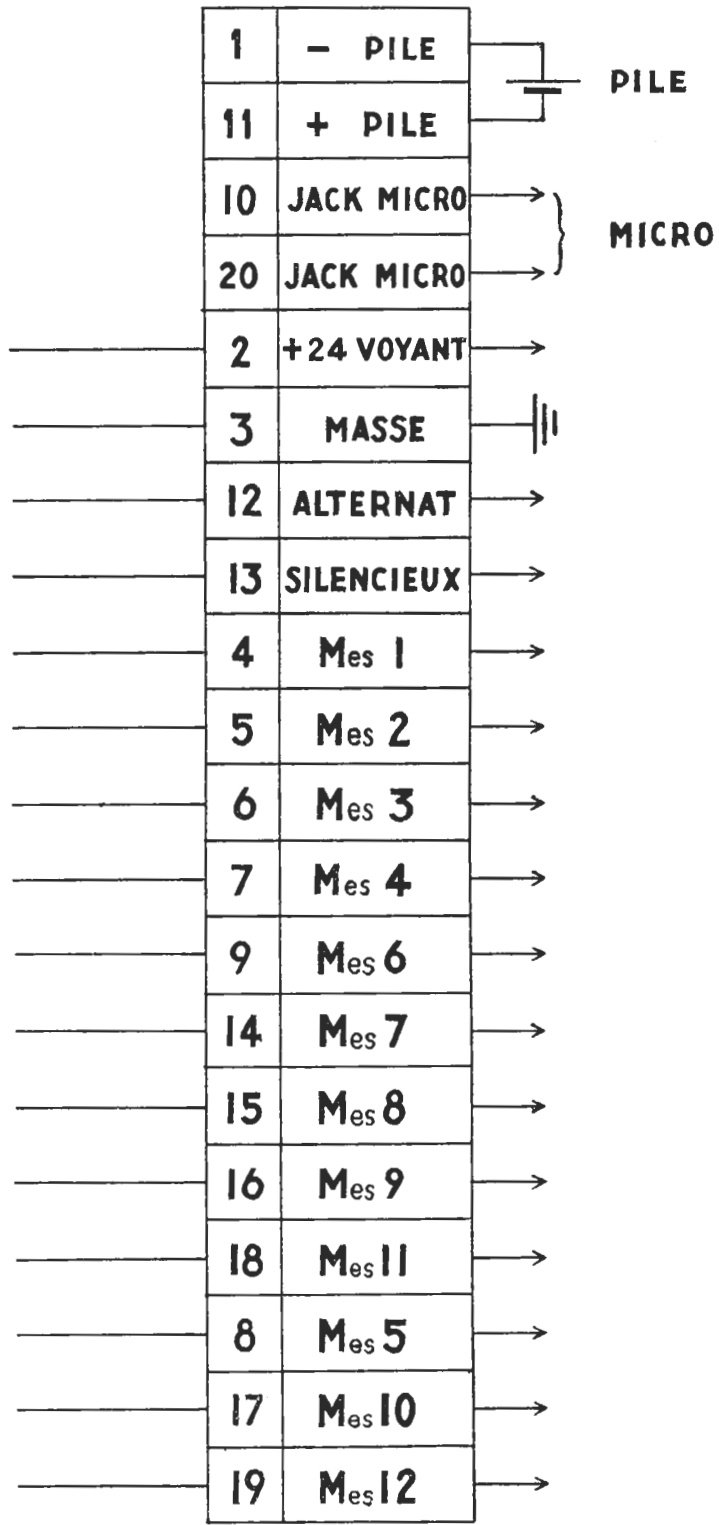 1 – PILE
PILE
11 + PILE
10 JACK MICRO
MICRO
20 JACK MICRO
2 +24 VOYANT
3 MASSE
12 ALTERNAT
13 SILENCIEUX
4 Mes 1
5 Mes 2
6 Mes 3
7 Mes 4
9 Mes 6
14 Mes 7
15 Mes 8
16 Mes 9
18 Mes 11
8 Mes 5
17 Mes 10
19 Mes 12